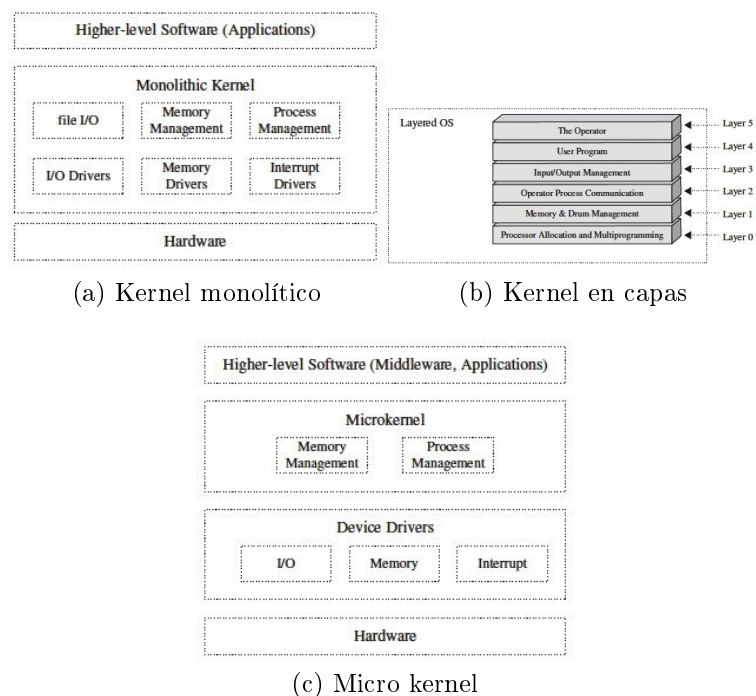 Higher-level Software (Applications)
Monolithic Kernel
file I/O
Memory
Management
Process
Management
I/O Drivers
Memory
Drivers
Interrupt
Drivers
Hardware
(a) Kernel monolítico
Layered OS
The Operator
Layer 5
User Program
Layer 4
Input/Output Management
Layer 3
Operator Process Communication
Layer 2
Memory & Drum Management
Layer 1
Processor Allocation and Multiprogramming
Layer 0
(b) Kernel en capas
Higher-level Software (Middleware, Applications)
Microkernel
Memory
Management
Process
Management
Device Drivers
I/O
Memory
Interrupt
Hardware
(c) Micro kernel